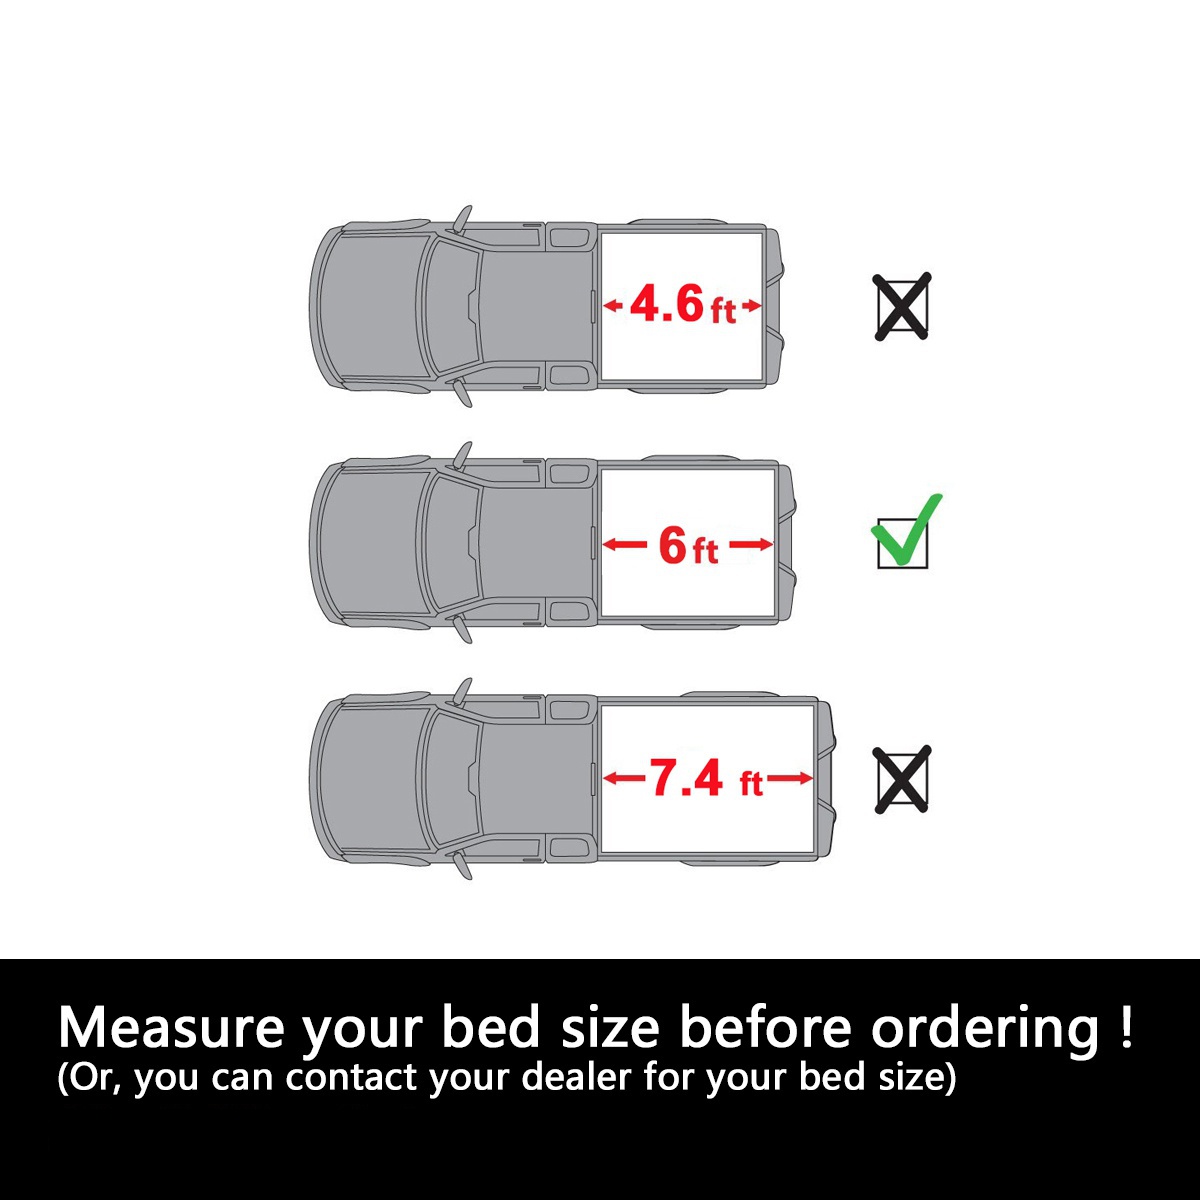 4.6 ft
6 ft
7.4 ft
Measure your bed size before ordering !
(Or, you can contact your dealer for your bed size)